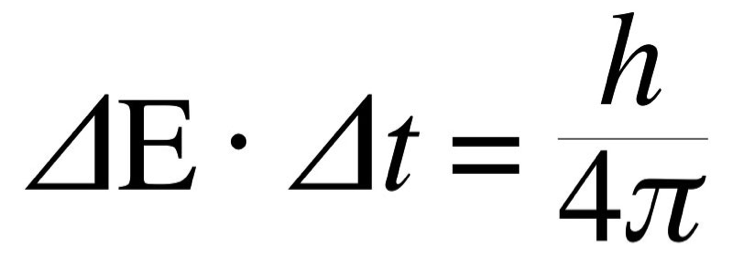 ΔE · Δt = h/4π